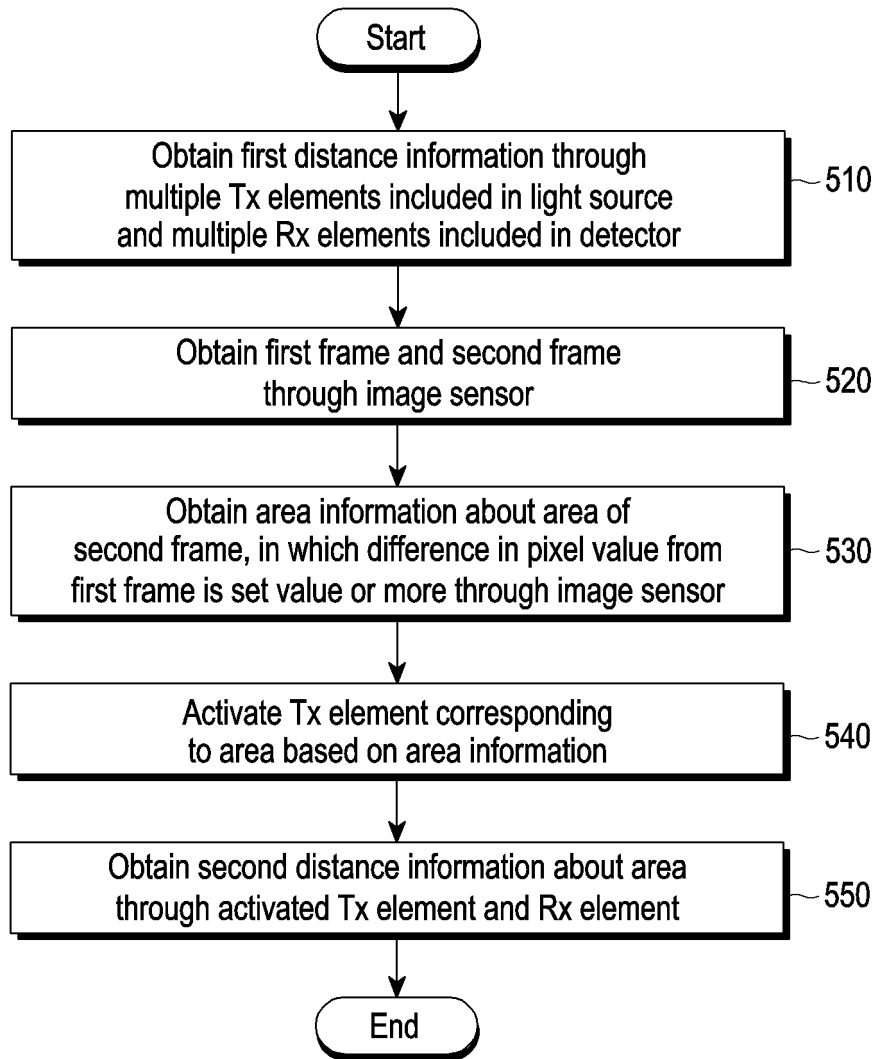 Start
Obtain first distance information through
multiple Tx elements included in light source
and multiple Rx elements included in detector
510
Obtain first frame and second frame
through image sensor
520
Obtain area information about area of
second frame, in which difference in pixel value from
first frame is set value or more through image sensor
530
Activate Tx element corresponding
to area based on area information
540
Obtain second distance information about area
through activated Tx element and Rx element
550
End